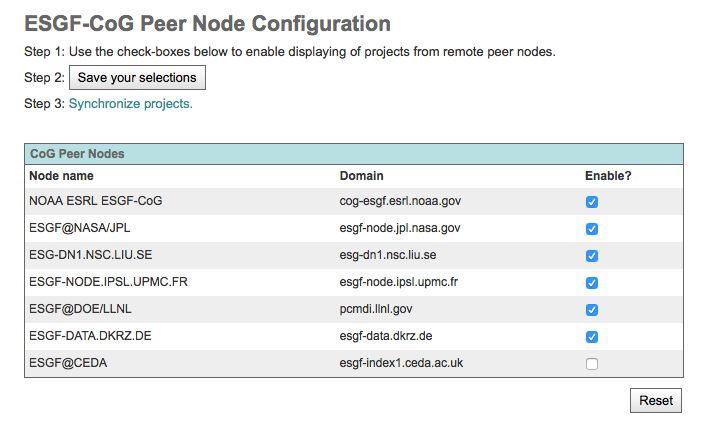 ESGF-CoG Peer Node Configuration
Step 1: Use the check-boxes below to enable displaying of projects from remote peer nodes.
Step 2: Save your selections
Step 3: Synchronize projects.
CoG Peer Nodes
Node name Domain Enable?
NOAA ESRL ESGF-CoG cog-esgf.esrl.noaa.gov
ESGF@NASA/JPL esgf-node.jpl.nasa.gov
ESG-DN1.NSC.LIU.SE esg-dn1.nsc.liu.se
ESGF-NODE.IPSL.UPMC.FR esgf-node.ipsl.upmc.fr
ESGF@DOE/LLNL pcmdi.llnl.gov
ESGF-DATA.DKRZ.DE esgf-data.dkrz.de
ESGF@CEDA esgf-index1.ceda.ac.uk
Reset